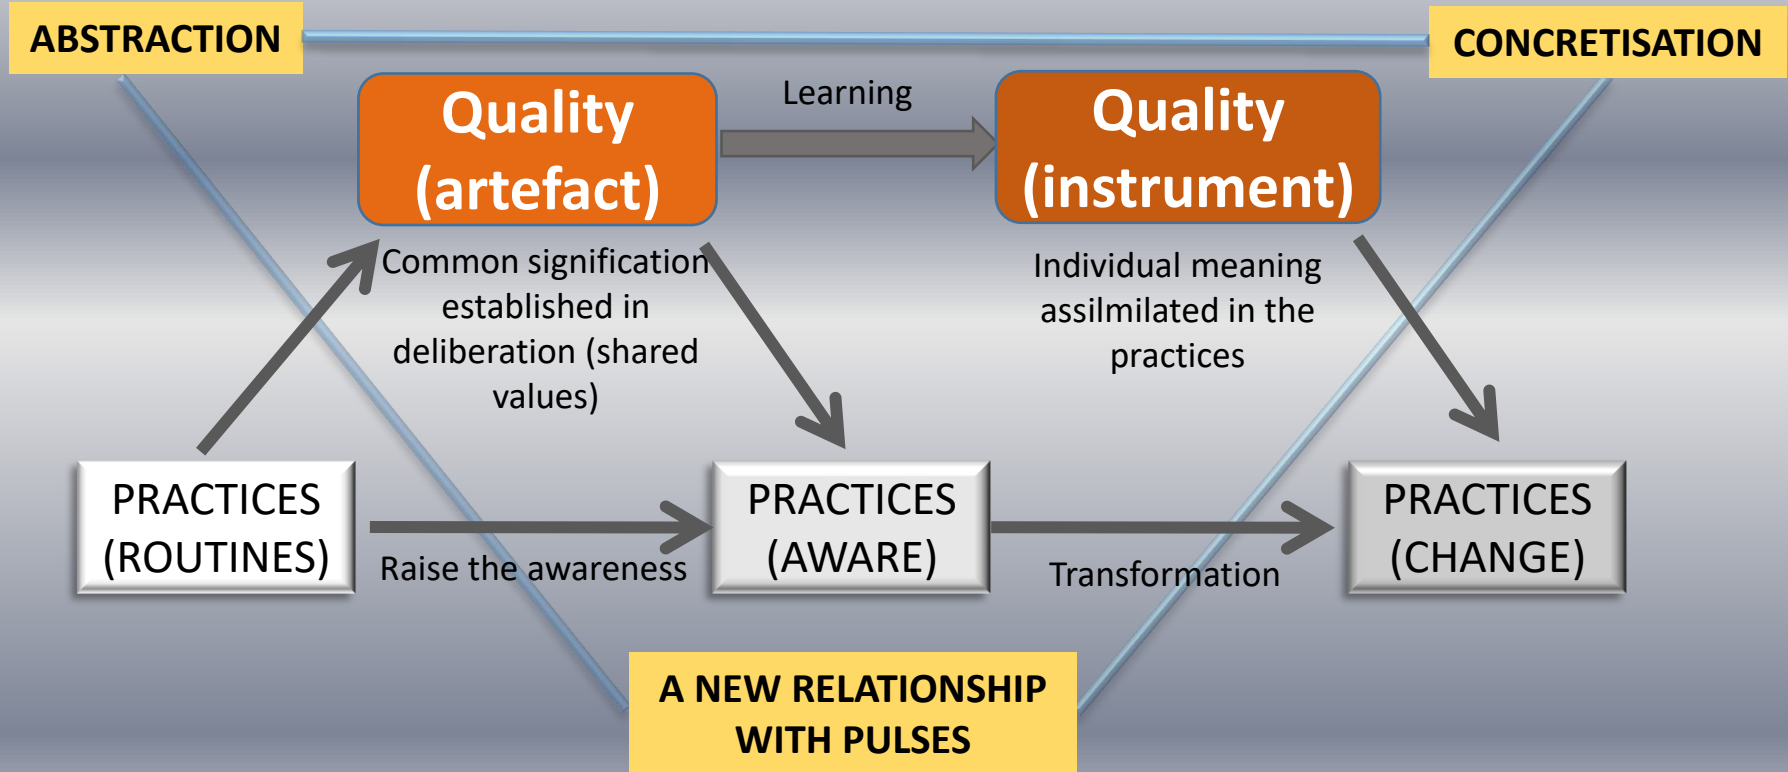 ABSTRACTION
CONCRETISATION
Quality
(artefact)
Learning
Quality
(instrument)
Common signification
established in
deliberation (shared
values)
Individual meaning
assilmilated in the
practices
PRACTICES
(ROUTINES)
Raise the awareness
PRACTICES
(AWARE)
Transformation
PRACTICES
(CHANGE)
A NEW RELATIONSHIP
WITH PULSES